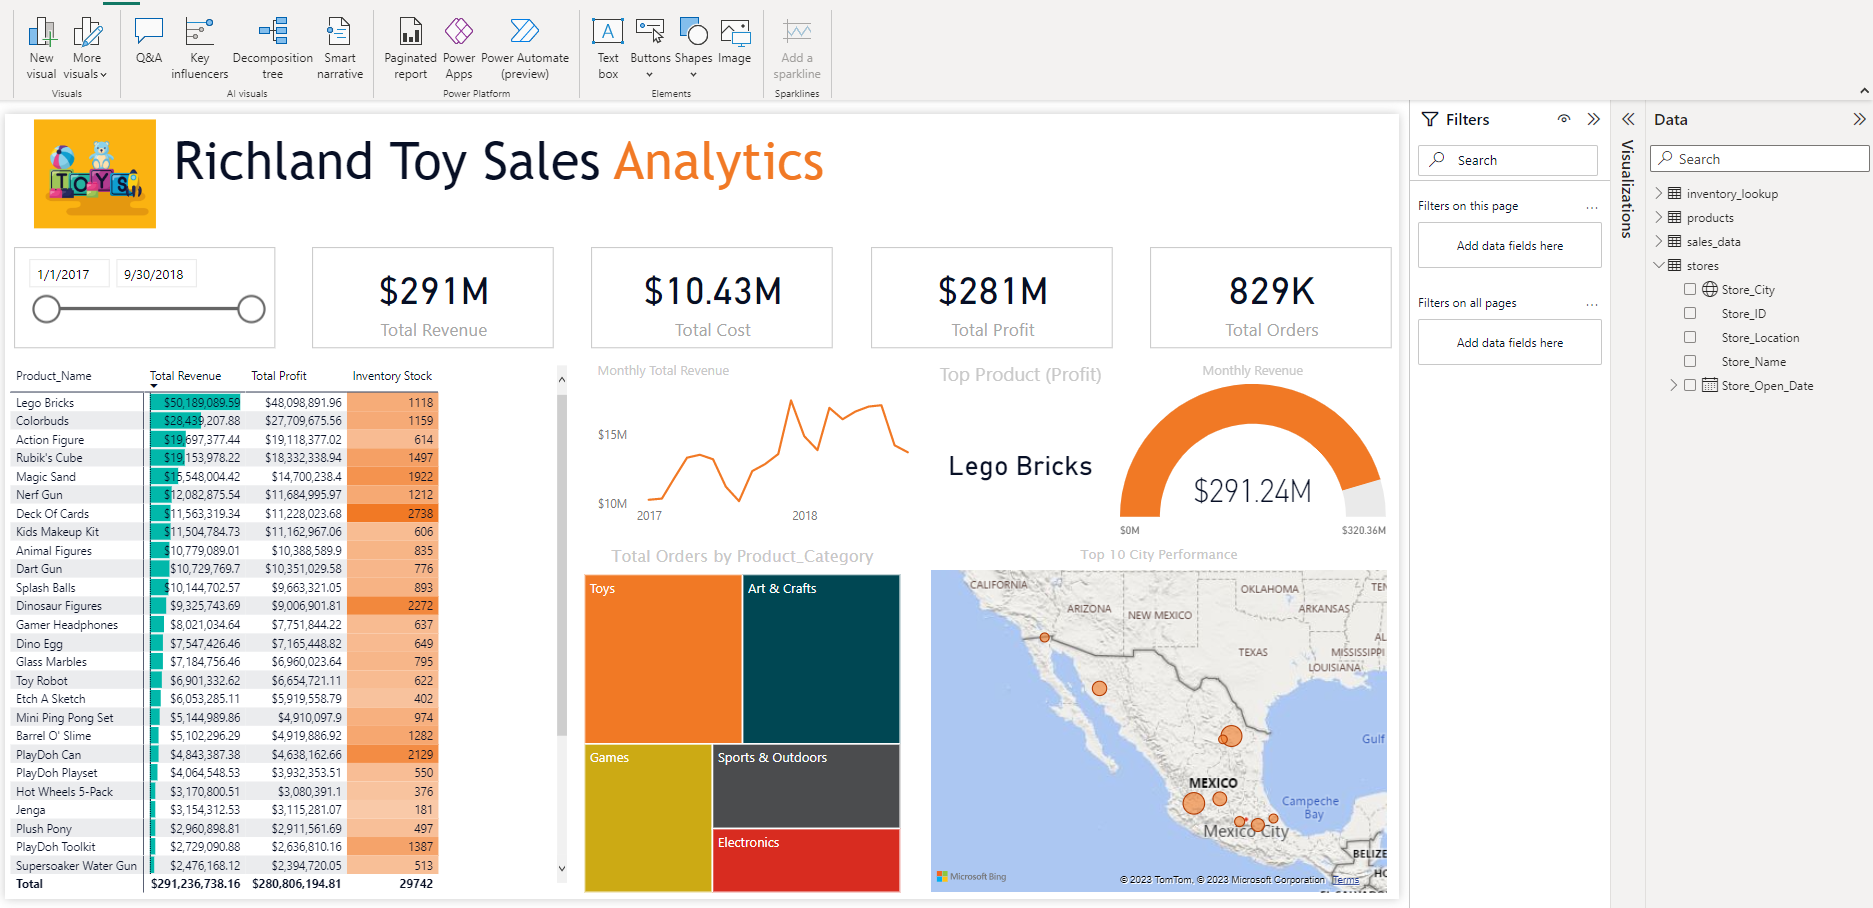 New visual
More visuals
Q&A
Key influencers
Decomposition tree
Smart narrative
Paginated report
Power Apps
Power Automate (preview)
Text box
Buttons
Shapes
Image
Add a sparkline
Visuals
AI visuals
Power Platform
Elements
Sparklines
TOYS
Richland Toy Sales Analytics
1/1/2017
9/30/2018
$291M
Total Revenue
$10.43M
Total Cost
$281M
Total Profit
829K
Total Orders
Product_Name Total Revenue Total Profit Inventory Stock
Lego Bricks $50,189,089.59 $48,098,891.96 1118
Colorbuds $28,439,207.88 $27,709,675.56 1159
Action Figure $19,697,377.44 $19,118,377.02 614
Rubik's Cube $19,153,978.22 $18,332,338.94 1497
Magic Sand $15,548,004.42 $14,700,238.4 1922
Nerf Gun $12,082,875.54 $11,684,995.97 1212
Deck Of Cards $11,563,319.34 $11,228,023.68 2738
Kids Makeup Kit $11,504,784.73 $11,162,967.06 606
Animal Figures $10,779,089.01 $10,388,589.9 835
Dart Gun $10,729,769.7 $10,351,029.58 776
Splash Balls $10,144,702.57 $9,663,321.05 893
Dinosaur Figures $9,325,743.69 $9,006,901.81 2272
Gamer Headphones $8,021,034.64 $7,751,844.22 637
Dino Egg $7,547,426.46 $7,165,448.82 649
Glass Marbles $7,184,756.46 $6,960,023.64 795
Toy Robot $6,901,332.62 $6,654,721.11 622
Etch A Sketch $6,053,285.11 $5,919,558.79 402
Mini Ping Pong Set $5,144,989.86 $4,910,097.9 974
Barrel O' Slime $5,102,296.29 $4,919,886.92 1282
PlayDoh Can $4,843,387.38 $4,638,162.66 2129
PlayDoh Playset $4,064,548.53 $3,932,353.51 550
Hot Wheels 5-Pack $3,170,800.51 $3,080,391.1 376
Jenga $3,154,312.53 $3,115,281.07 181
Plush Pony $2,960,898.81 $2,911,561.69 497
PlayDoh Toolkit $2,729,090.88 $2,636,810.16 1387
Supersoaker Water Gun $2,476,168.12 $2,394,720.05 513
Total $291,236,738.16 $280,806,194.81 29742
Monthly Total Revenue
$15M
$10M
2017 2018
Top Product (Profit)
Lego Bricks
Monthly Revenue
$291.24M
$0M
$320.36M
Total Orders by Product_Category
Toys
Art & Crafts
Games
Sports & Outdoors
Electronics
Top 10 City Performance
CALIFORNIA
OKLAHOMA
TEN
ARIZONA
NEW MEXICO
ARKANSAS
AL
TEXAS
MISSISSIPPI
LOUISIANA
Gulf
MEXICO
Campeche
Bay
Mexico City
BELIZE
HO
Microsoft Bing
© 2023 TomTom, © 2023 Microsoft Corporation Terms
Filters
Search
Filters on this page ...
Add data fields here
Filters on all pages ...
Add data fields here
Visualizations
Data
Search
inventory_lookup
products
sales_data
stores
Store_City
Store_ID
Store_Location
Store_Name
Store_Open_Date